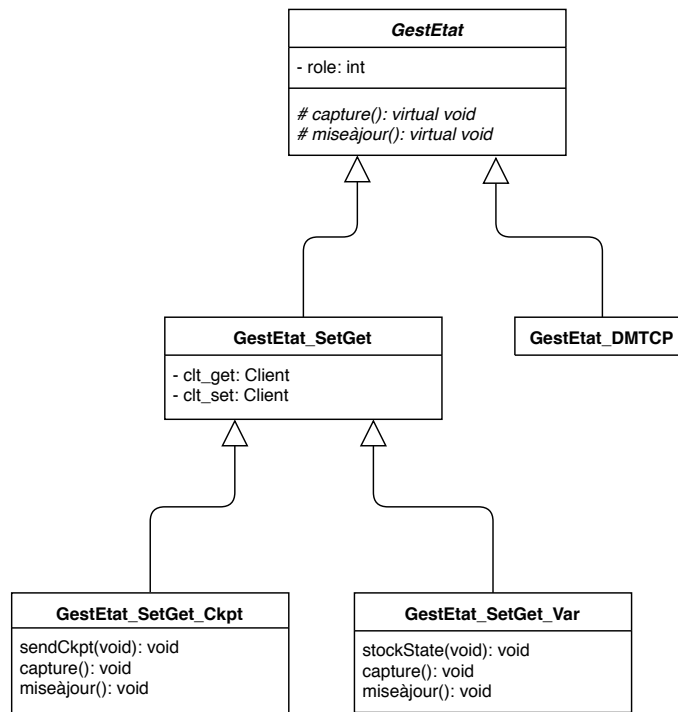 GestEtat
- role: int
# capture(): virtual void
# miseàjour(): virtual void
GestEtat_SetGet
- clt_get: Client
- clt_set: Client
GestEtat_DMTCP
GestEtat_SetGet_Ckpt
sendCkpt(void): void
capture(): void
miseàjour(): void
GestEtat_SetGet_Var
stockState(void): void
capture(): void
miseàjour(): void